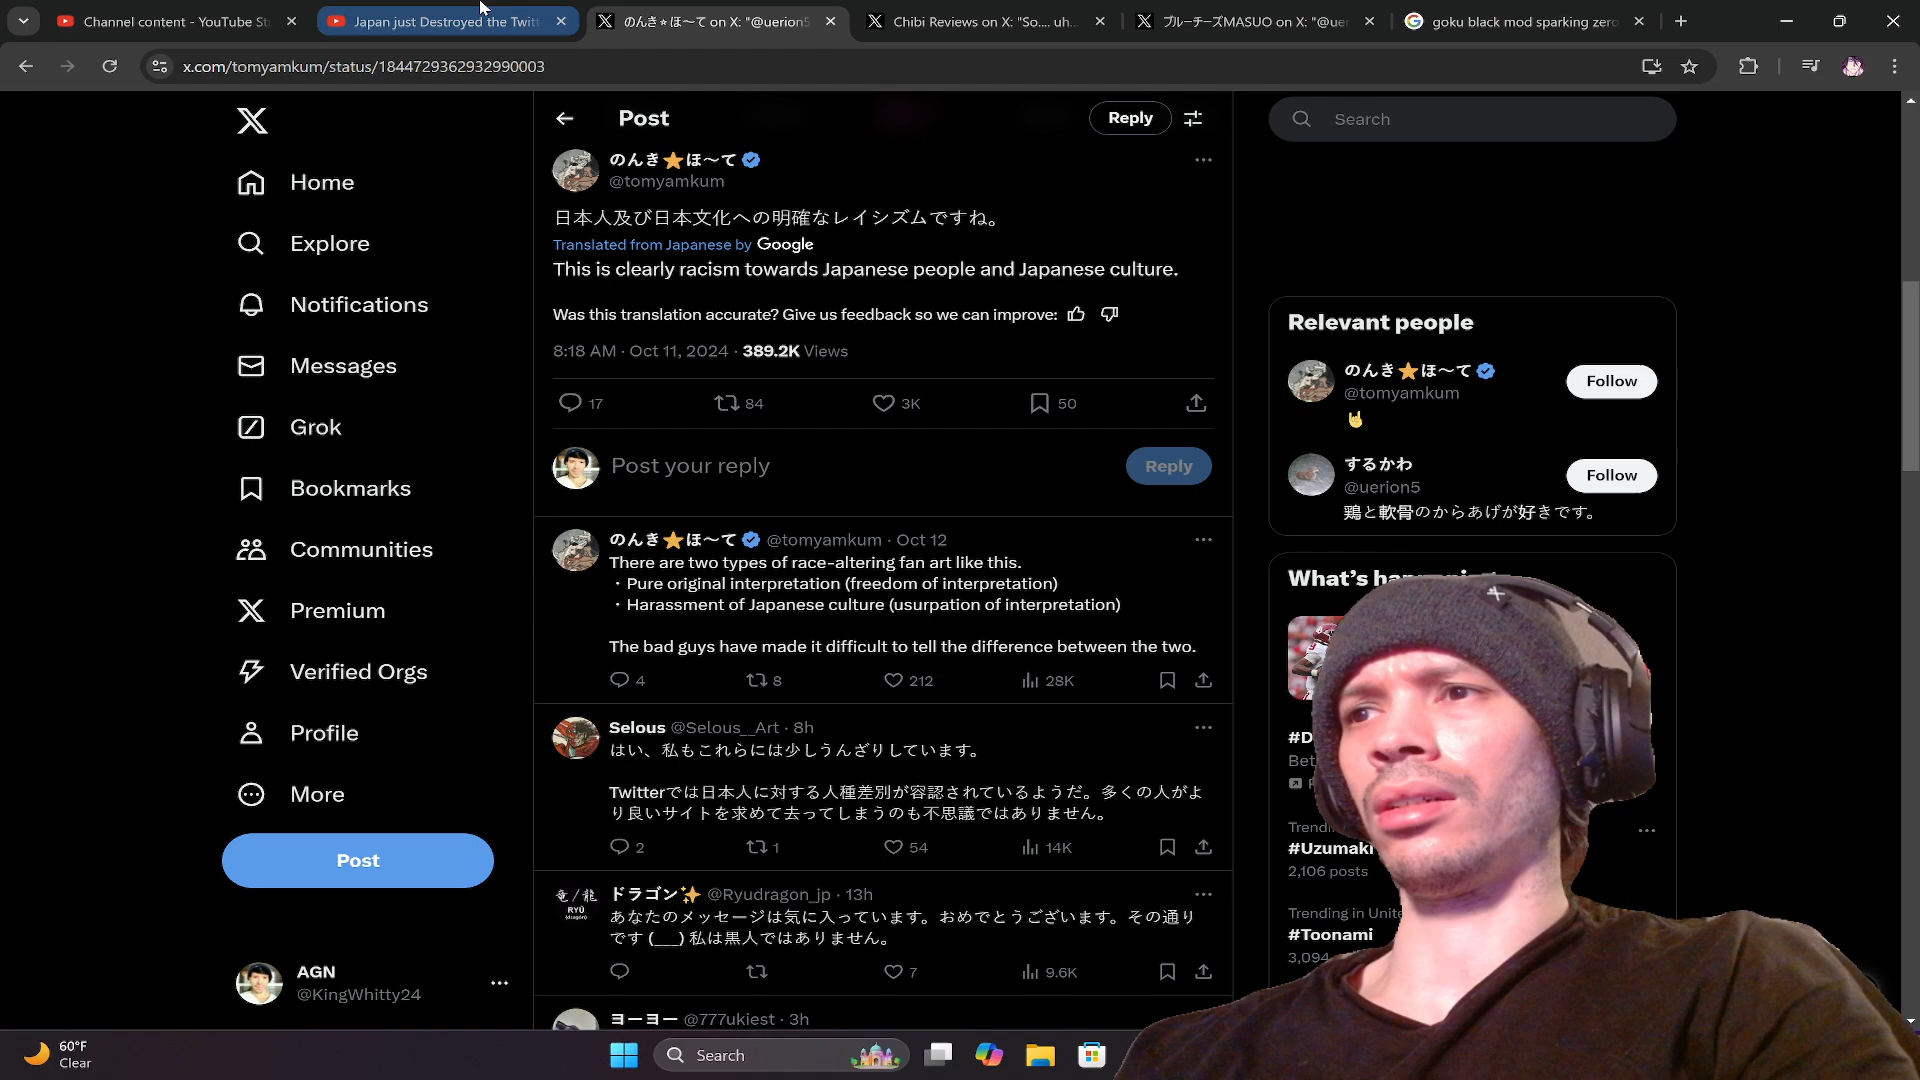 Channel content - YouTube St
Japan just Destroyed the Twitt
のんき⭐ほ〜て on X: "@uerion5
Chibi Reviews on X: "So.... uh...
ブルーチーズMASUO on X: "@uer
goku black mod sparking zero
x.com/tomyamkum/status/1844729362932990003
Home
Explore
Notifications
Messages
Grok
Bookmarks
Communities
Premium
Verified Orgs
Profile
More
Post
AGN
@KingWhitty24
Post
Reply
のんき⭐ほ〜て
@tomyamkum
日本人及び日本文化への明確なレイシズムですね。
Translated from Japanese by Google
This is clearly racism towards Japanese people and Japanese culture.
Was this translation accurate? Give us feedback so we can improve:
8:18 AM · Oct 11, 2024 · 389.2K Views
17 84 3K 50
Post your reply
Reply
のんき⭐ほ〜て @tomyamkum · Oct 12
There are two types of race-altering fan art like this.
・Pure original interpretation (freedom of interpretation)
・Harassment of Japanese culture (usurpation of interpretation)
The bad guys have made it difficult to tell the difference between the two.
4 8 212 28K
Selous @Selous__Art · 8h
はい、私もこれらには少しうんざりしています。
Twitterでは日本人に対する人種差別が容認されているようだ。多くの人がよ
り良いサイトを求めて去ってしまうのも不思議ではありません。
2 1 54 14K
竜/龍
RYŪ
(dragón)
ドラゴン✨ @Ryudragon_jp · 13h
あなたのメッセージは気に入っています。おめでとうございます。その通り
です (___) 私は黒人ではありません。
7 9.6K
ヨーヨー @777ukiest · 3h
Search
Relevant people
のんき⭐ほ〜て
@tomyamkum
🤘
Follow
するかわ
@uerion5
Follow
鶏と軟骨のからあげが好きです。
What's
#D
Trendi
#Uzumaki
2,106 posts
Trending in Unite
#Toonami
3,094
60°F
Clear
Search